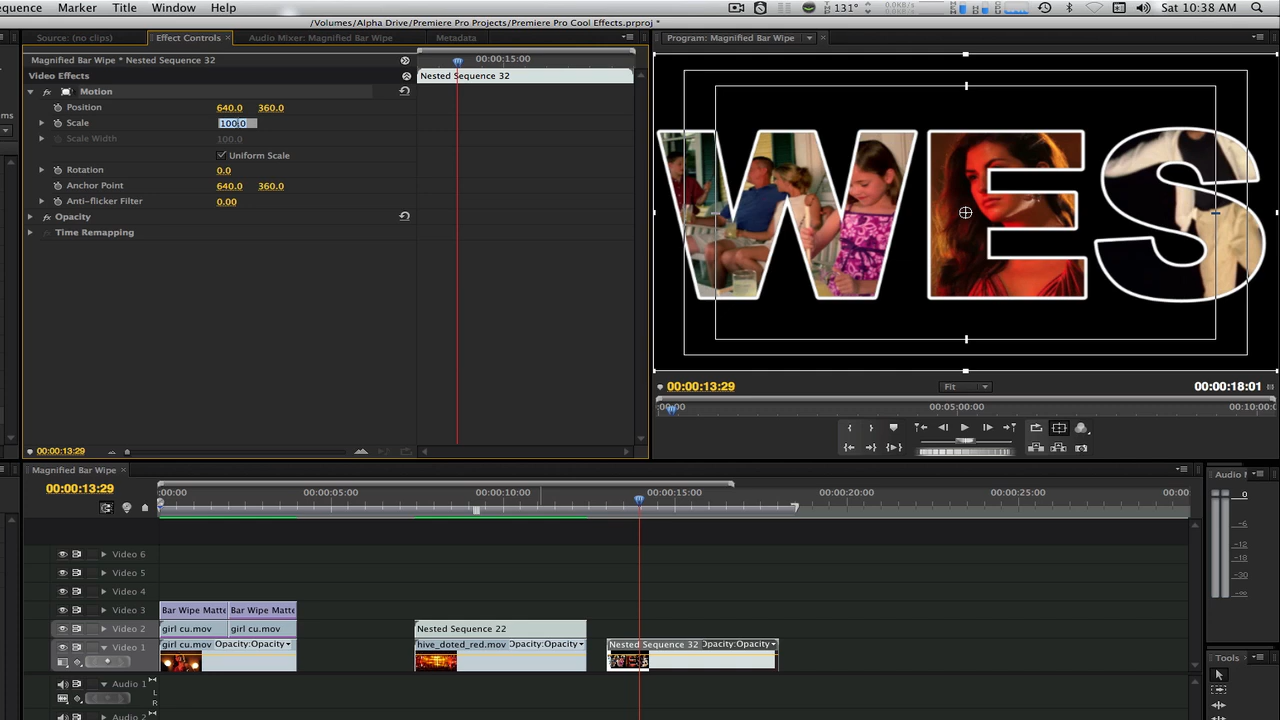 equence Marker Title Window Help 131° Sat 10:38 AM
/Volumes/Alpha Drive/Premiere Pro Projects/Premiere Pro Cool Effects.prproj *
Source: (no clips) Effect Controls Audio Mixer: Magnified Bar Wipe Metadata Program: Magnified Bar Wipe
Magnified Bar Wipe * Nested Sequence 32 00:00:15:00
Video Effects Nested Sequence 32
Motion
Position 640.0 360.0
ms Scale 100.0
Scale Width 100.0
Uniform Scale
Rotation 0.0
Anchor Point 640.0 360.0
Anti-flicker Filter 0.00
Opacity
Time Remapping
WES
00:00:13:29 Fit 00:00:18:01
:00:00 00:05:00:00 00:10:00:0
00:00:13:29
Magnified Bar Wipe
00:00:13:29 :00:00 00:00:05:00 00:00:10:00 00:00:15:00 00:00:20:00 00:00:25:00 00:00
Audio
0
-6
-12
-18
-30
-∞
Video 6
Video 5
Video 4
Video 3 Bar Wipe Matte Bar Wipe Matte
Video 2 girl cu.mov girl cu.mov Nested Sequence 22
Video 1 girl cu.mov Opacity:Opacity hive_doted_red.mov Opacity:Opacity Nested Sequence 32 Opacity:Opacity
Tools
Audio 1 L R
Audio 2